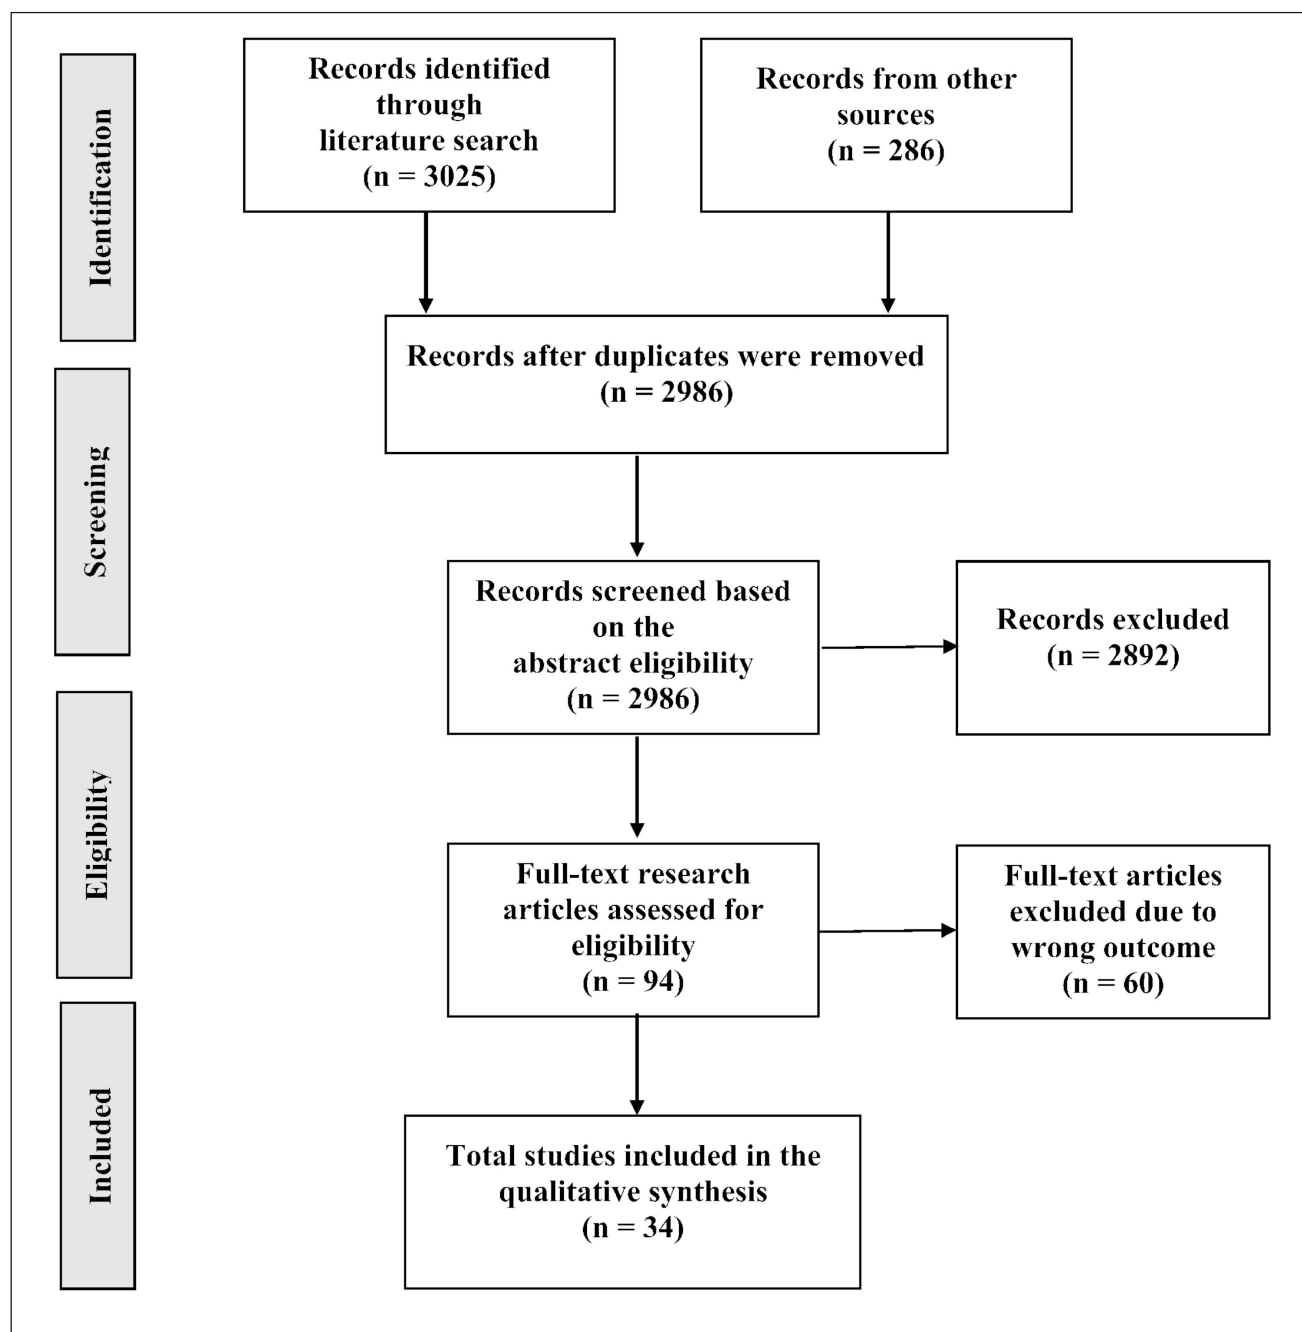 Identification
Records identified
through
literature search
(n = 3025)
Records from other
sources
(n = 286)
Records after duplicates were removed
(n = 2986)
Screening
Records screened based
on the
abstract eligibility
(n = 2986)
Records excluded
(n = 2892)
Eligibility
Full-text research
articles assessed for
eligibility
(n = 94)
Full-text articles
excluded due to
wrong outcome
(n = 60)
Included
Total studies included in the
qualitative synthesis
(n = 34)